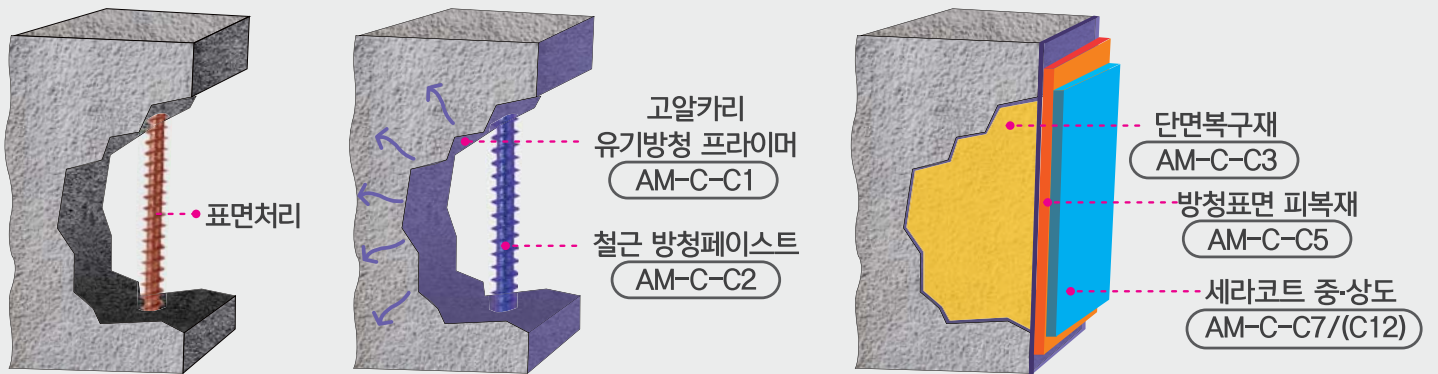 표면처리
고알카리
유기방청 프라이머
AM-C-C1
철근 방청페이스트
AM-C-C2
단면복구재
AM-C-C3
방청표면 피복재
AM-C-C5
세라코트 중·상도
AM-C-C7/(C12)